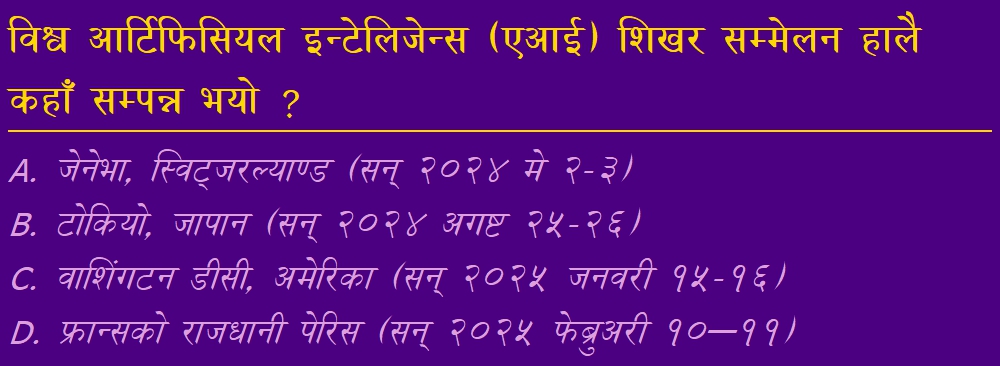 विश्व आर्टिफिसियल इन्टेलिजेन्स (एआई) शिखर सम्मेलन हालै
कहाँ सम्पन्न भयो ?
A. जेनेभा, स्विट्जरल्याण्ड (सन् २०२४ मे २-३)
B. टोकियो, जापान (सन् २०२४ अगष्ट २५-२६)
C. वाशिंगटन डीसी, अमेरिका (सन् २०२५ जनवरी १५-१६)
D. फ्रान्सको राजधानी पेरिस (सन् २०२५ फेब्रुअरी १०—११)